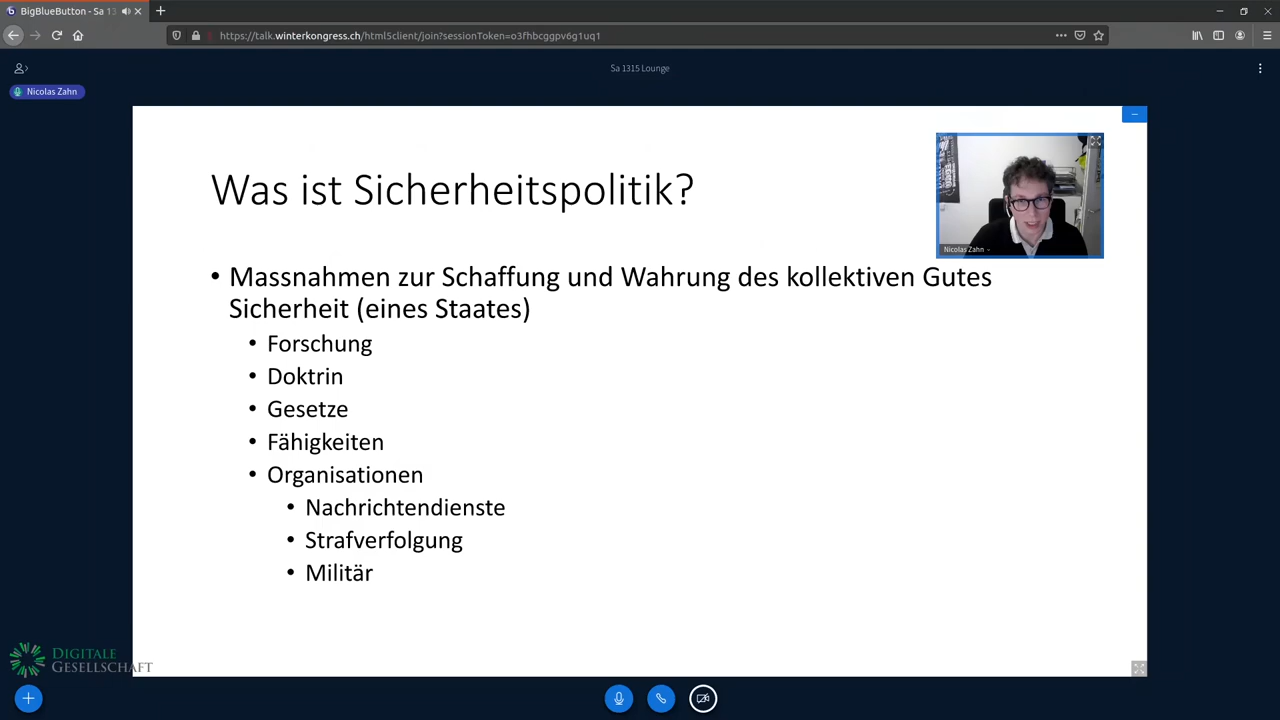 BigBlueButton - Sa 13
https://talk.winterkongress.ch/html5client/join?sessionToken=o3fhbcggpv6g1uq1
Sa 1315 Lounge
Nicolas Zahn
Was ist Sicherheitspolitik?
Nicolas Zahn
• Massnahmen zur Schaffung und Wahrung des kollektiven Gutes
Sicherheit (eines Staates)
• Forschung
• Doktrin
• Gesetze
• Fähigkeiten
• Organisationen
• Nachrichtendienste
• Strafverfolgung
• Militär
DIGITALE
GESELLSCHAFT